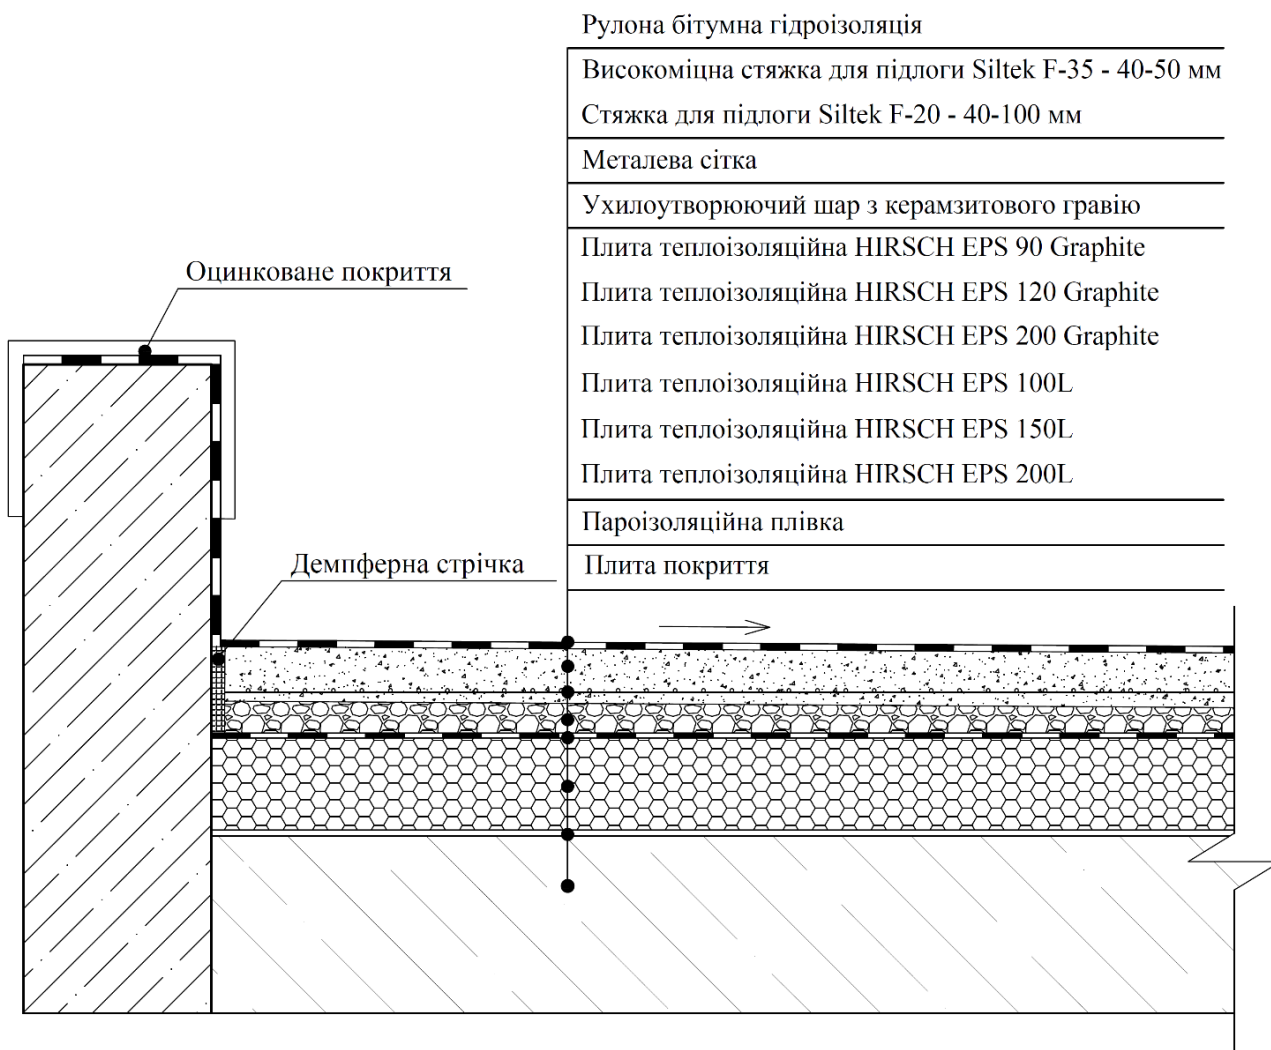 Рулона бітумна гідроізоляція
Високоміцна стяжка для підлоги Siltek F-35 - 40-50 мм
Стяжка для підлоги Siltek F-20 - 40-100 мм
Металева сітка
Ухилоутворюючий шар з керамзитового гравію
Плита теплоізоляційна HIRSCH EPS 90 Graphite
Плита теплоізоляційна HIRSCH EPS 120 Graphite
Плита теплоізоляційна HIRSCH EPS 200 Graphite
Плита теплоізоляційна HIRSCH EPS 100L
Плита теплоізоляційна HIRSCH EPS 150L
Плита теплоізоляційна HIRSCH EPS 200L
Пароізоляційна плівка
Плита покриття
Оцинковане покриття
Демпферна стрічка